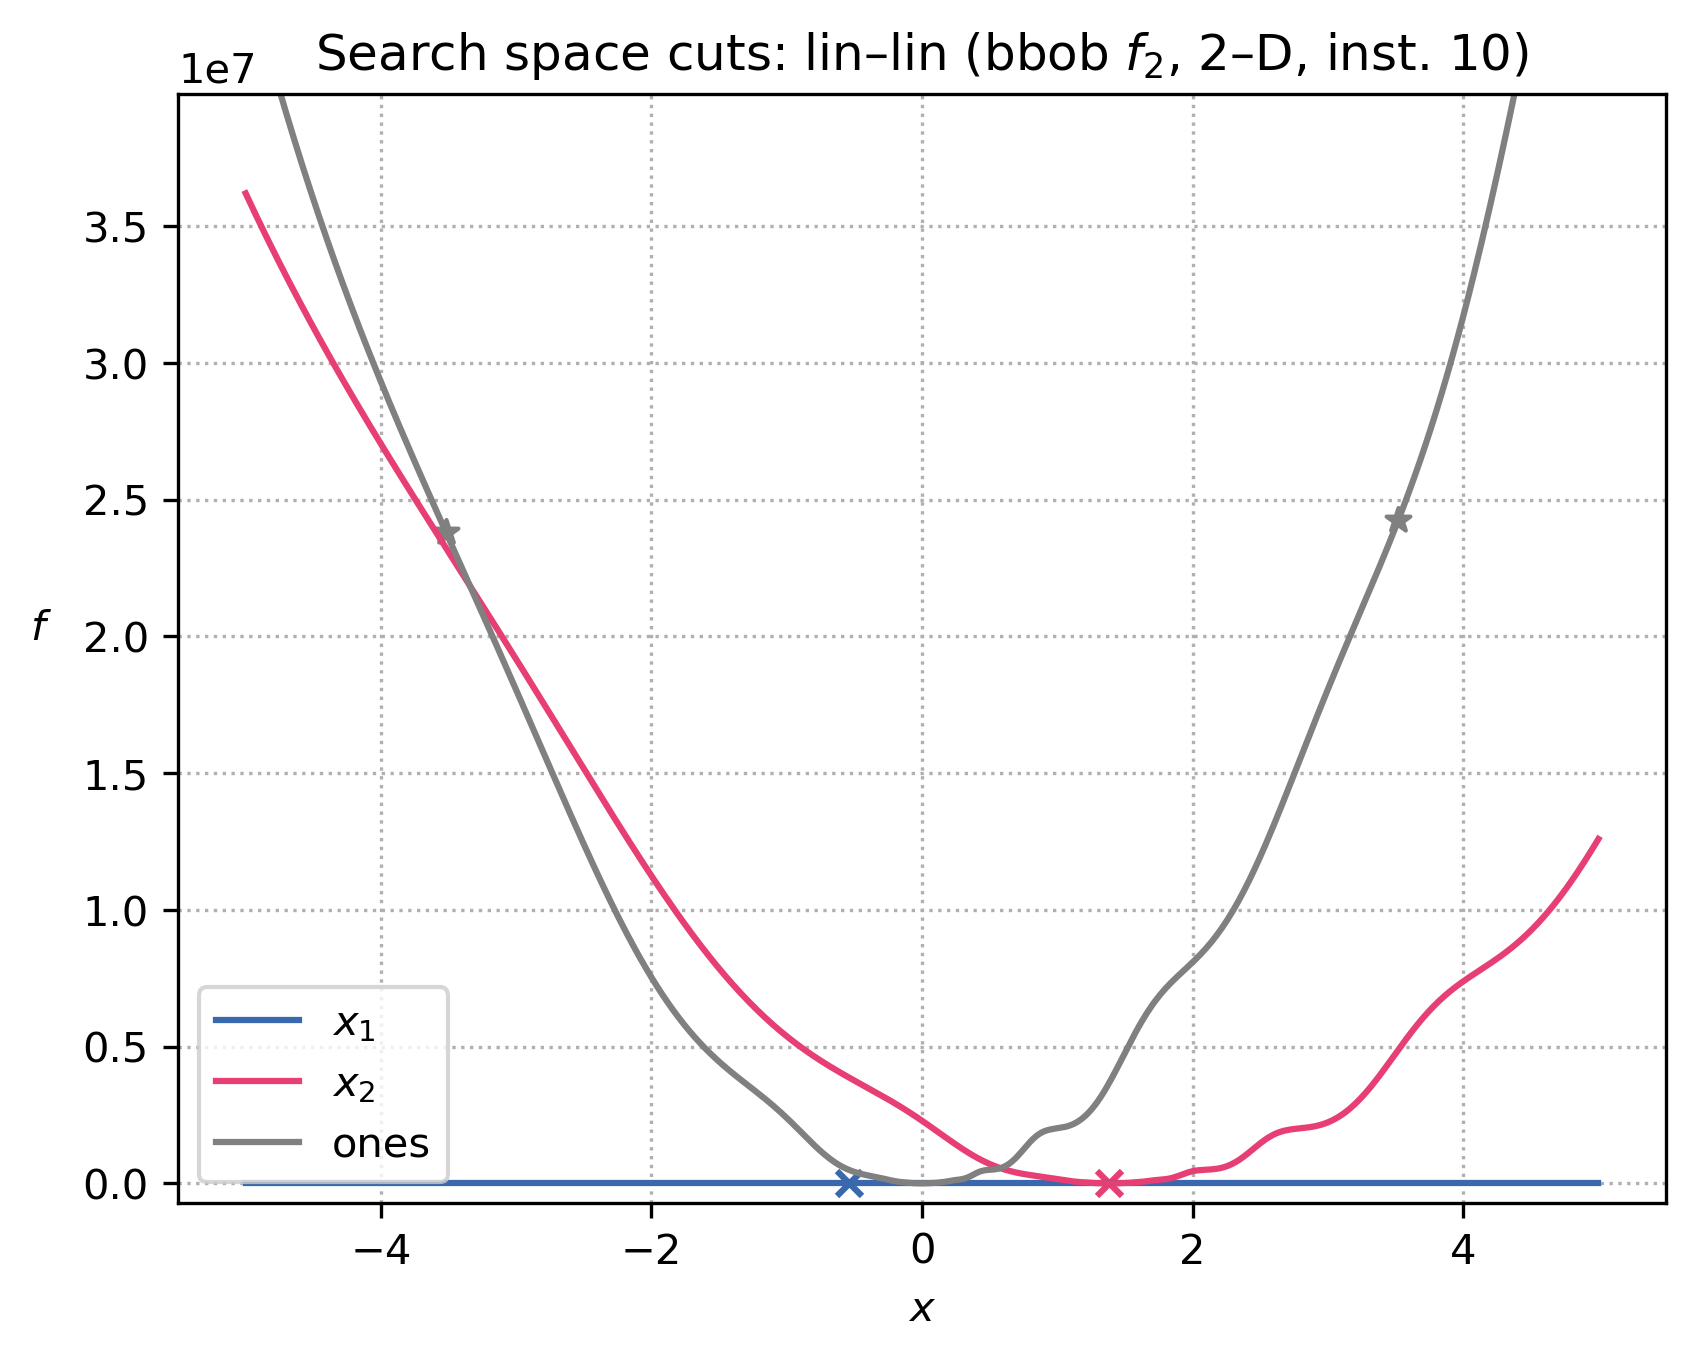 Search space cuts: lin–lin (bbob f₂, 2–D, inst. 10)
1e7
3.5
3.0
2.5
2.0
1.5
1.0
0.5
0.0
f
x₁
x₂
ones
−4 −2 0 2 4
x